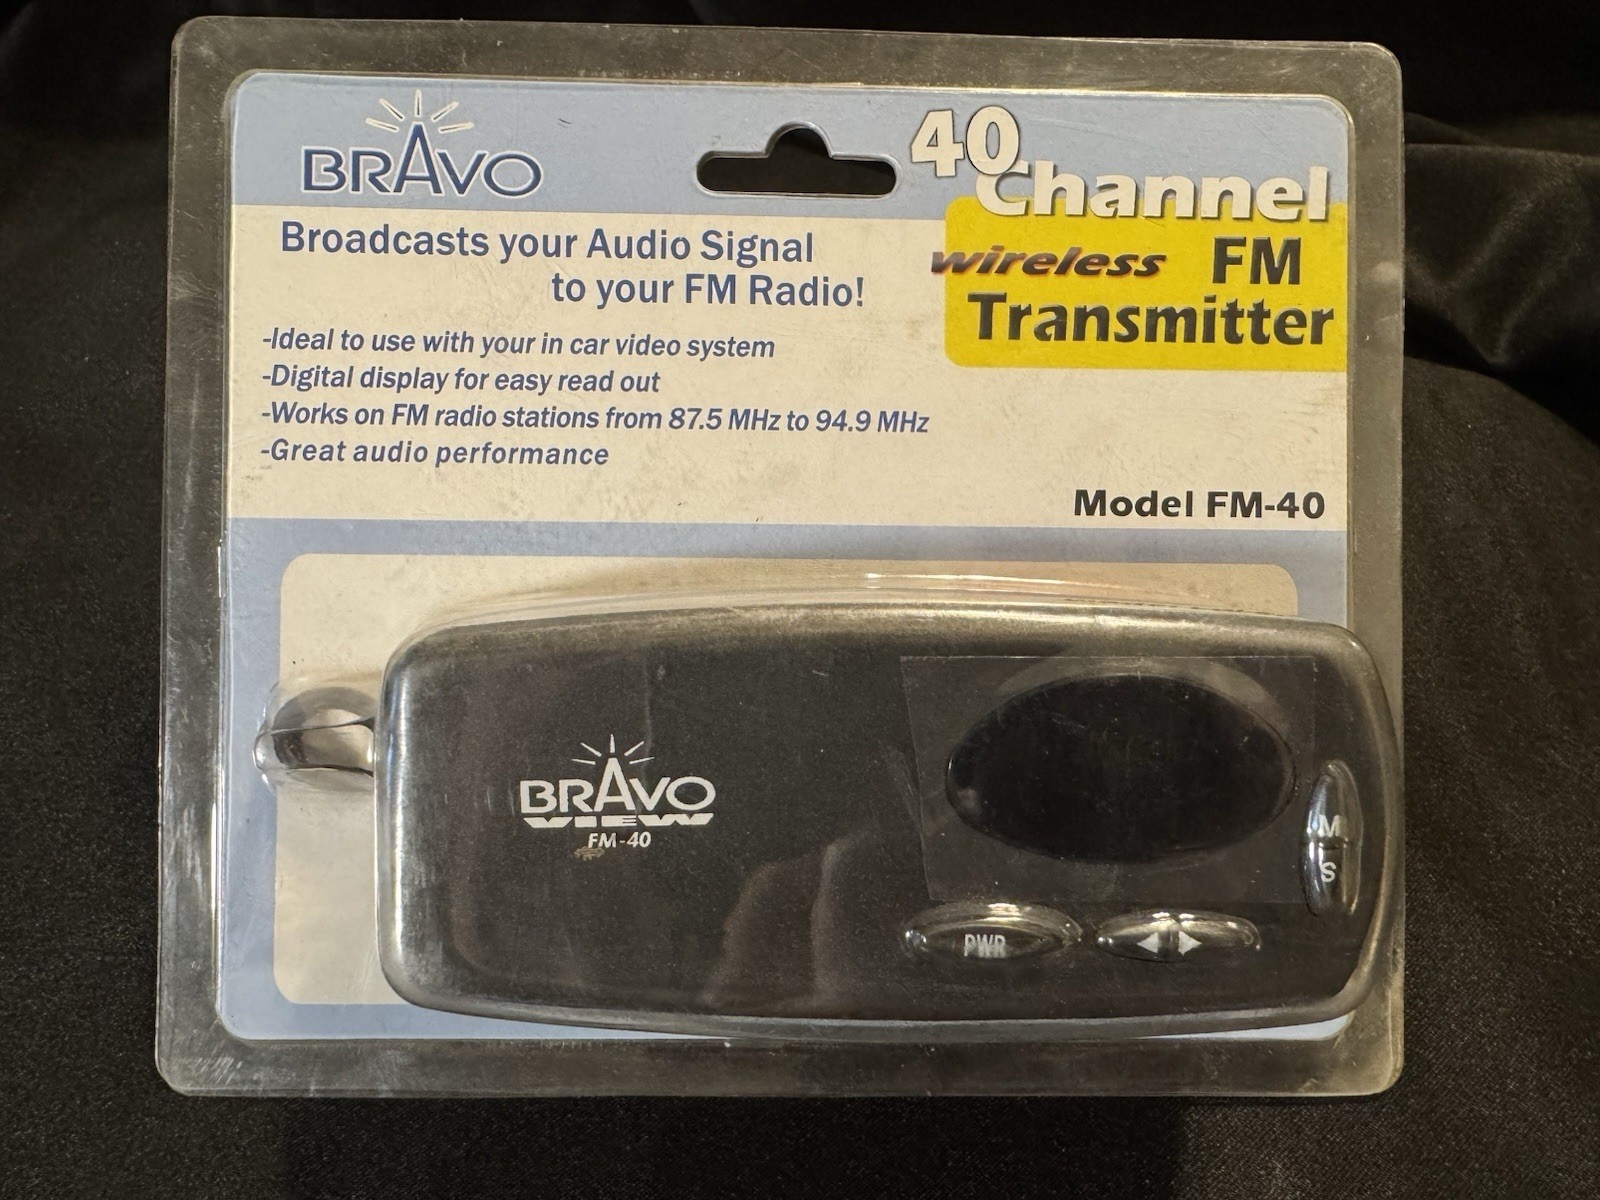 BRAVO
40
Channel
wireless FM
Transmitter
Broadcasts your Audio Signal
to your FM Radio!
-Ideal to use with your in car video system
-Digital display for easy read out
-Works on FM radio stations from 87.5 MHz to 94.9 MHz
-Great audio performance
Model FM-40
BRAVO
VIEW
FM-40
M
S
PWR